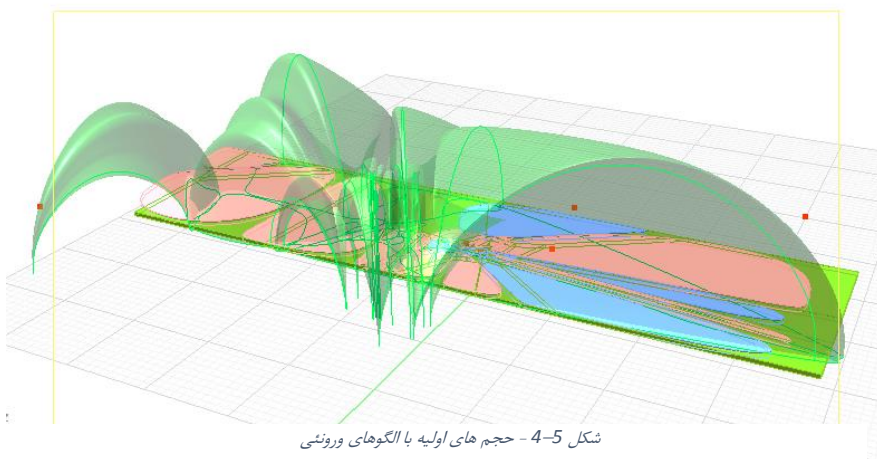 شکل 5-4 - حجم های اولیه با الگوهای ورونئی